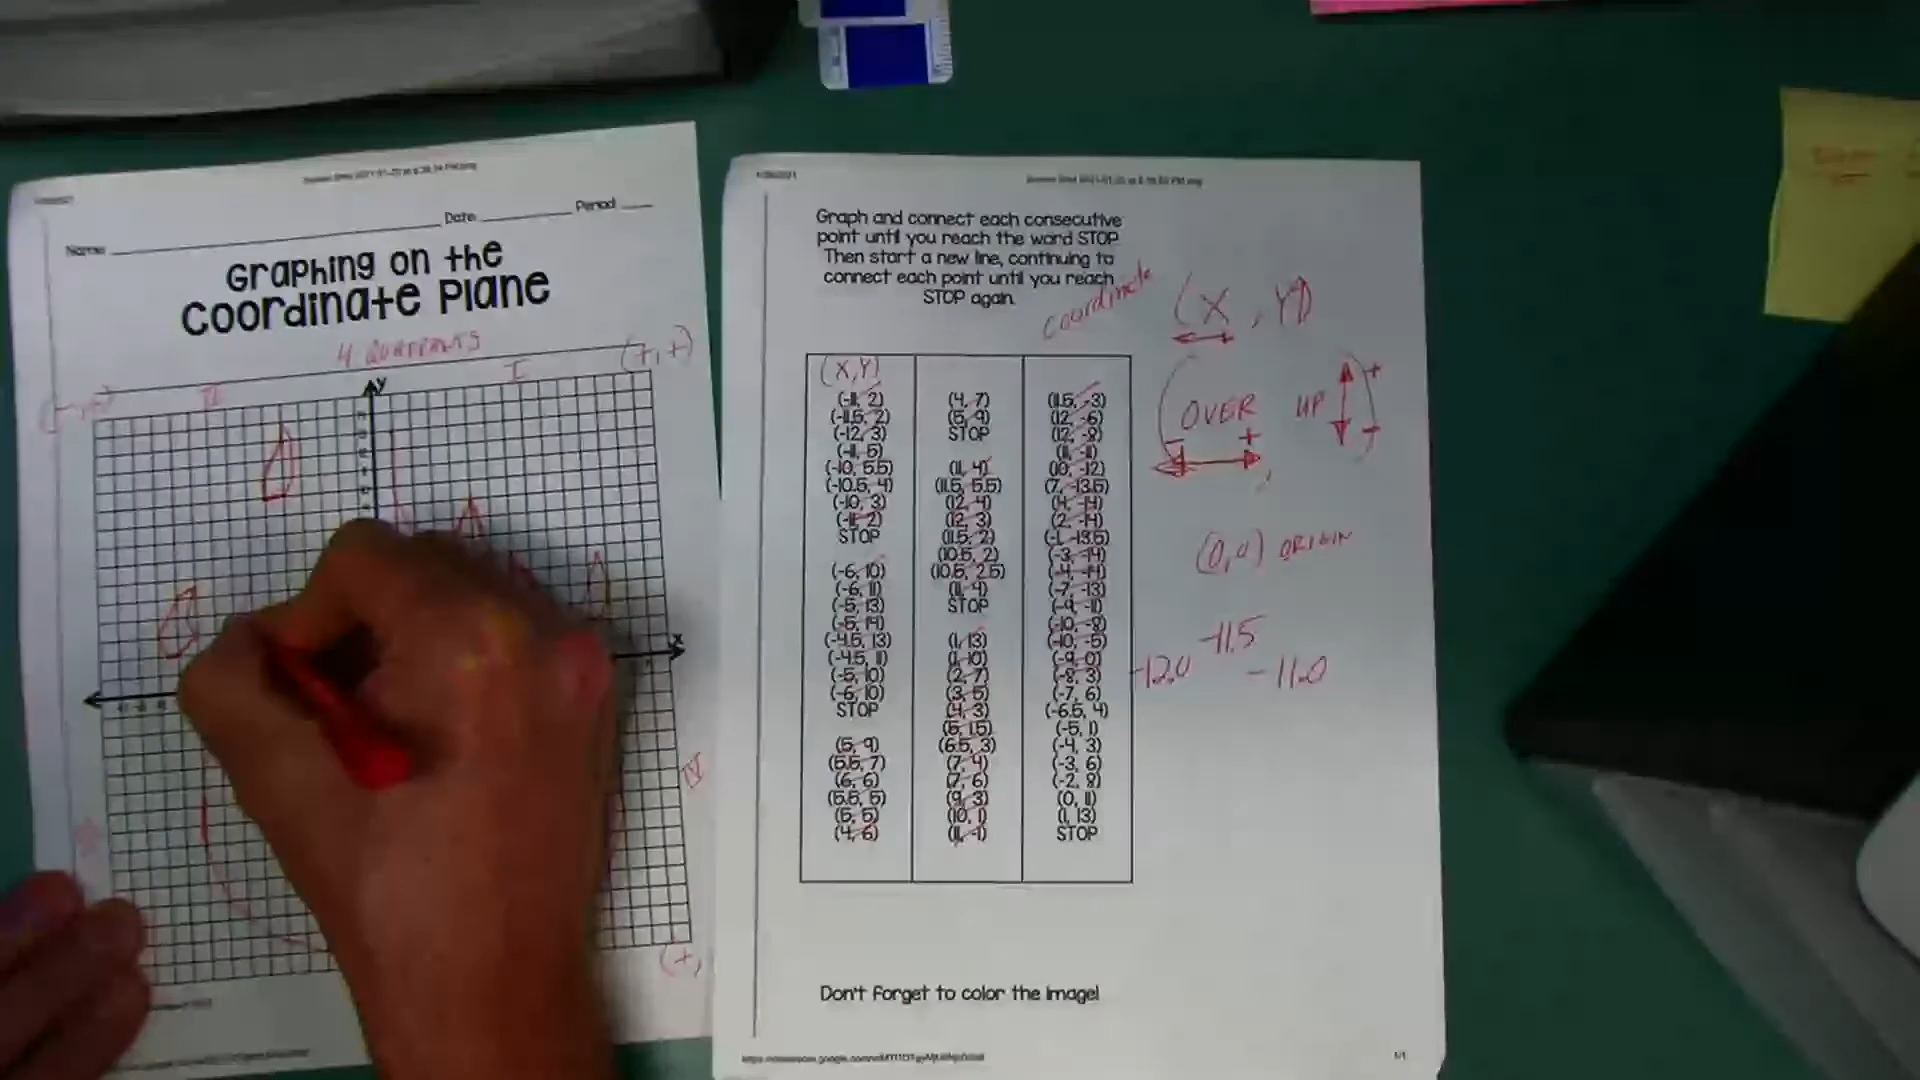 Name
Date
Period
Graphing on the
Coordinate Plane
4 QUADRANTS
(+,+)
II
I
y
x
IV
(+,
Graph and connect each consecutive
point until you reach the word STOP.
Then start a new line, continuing to
connect each point until you reach
STOP again.
coordinate
(X, Y)
(X,Y)
(-11, 2)
(-11.5, 2)
(-12, 3)
(-11, 5)
(-10, 5.5)
(-10.5, 4)
(-10, 3)
(-11, 2)
STOP
(-6, 10)
(-6, 11)
(-5, 13)
(-5, 14)
(-4.5, 13)
(-4.5, 11)
(-5, 10)
(-6, 10)
STOP
(5, 9)
(5.5, 7)
(6, 6)
(5.5, 5)
(5, 5)
(4, 6)
(4, 7)
(5, 9)
STOP
(11, 4)
(11.5, 5.5)
(12, 4)
(12, 3)
(11.5, 2)
(10.5, 2)
(10.5, 2.5)
(11, 4)
STOP
(1, 13)
(1, 10)
(2, 7)
(3, 5)
(4, 3)
(5, 1.5)
(6.5, 3)
(7, 4)
(7, 6)
(9, 3)
(10, 1)
(11, -1)
(11.5, -3)
(12, -6)
(12, -8)
(11, -11)
(10, -12)
(7, -13.5)
(4, -14)
(2, -14)
(-1, -13.5)
(-3, -14)
(-4, -14)
(-7, -13)
(-9, -11)
(-10, -8)
(-10, -5)
(-9, 0)
(-8, 3)
(-7, 6)
(-6.5, 4)
(-5, 1)
(-4, 3)
(-3, 6)
(-2, 8)
(0, 11)
(1, 13)
STOP
OVER UP
- +
+
-
(0,0) ORIGIN
-11.5
-12.0
-11.0
Don't forget to color the image!
1/1